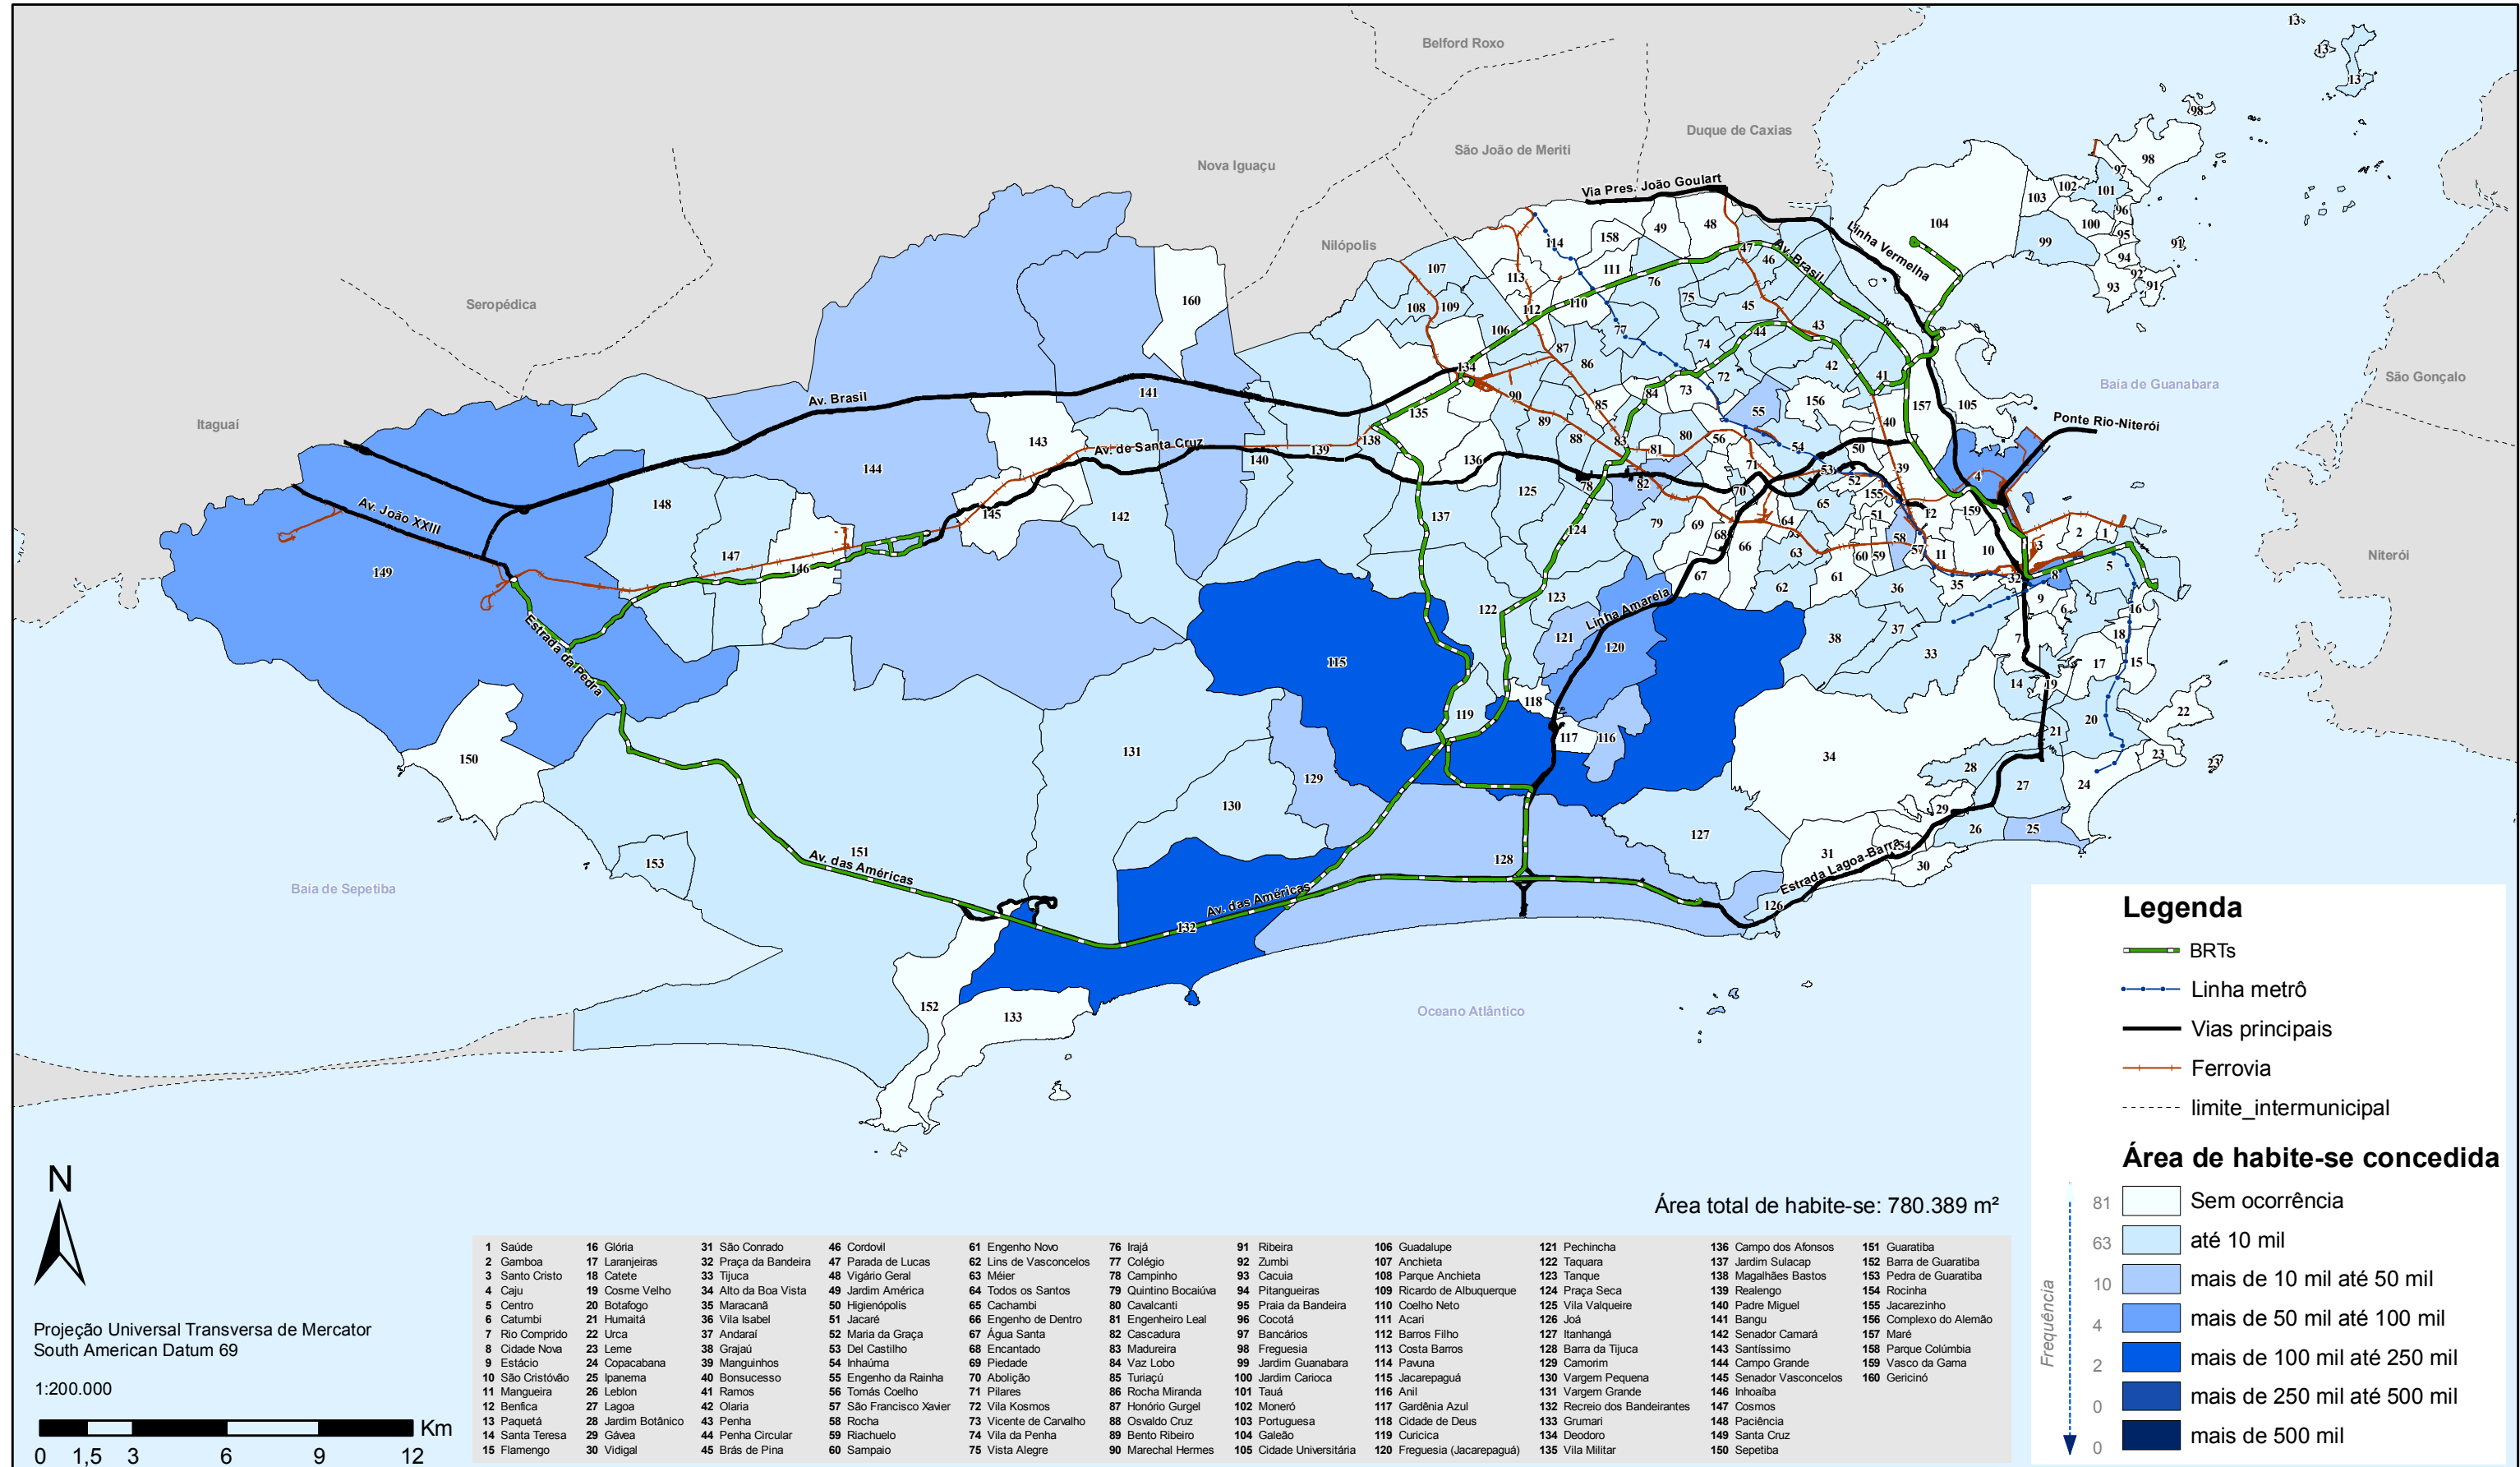 Belford Roxo
Duque de Caxias
São João de Meriti
Nova Iguaçu
Nilópolis
Seropédica
Itaguaí
São Gonçalo
Niterói
Baía de Guanabara
Baía de Sepetiba
Oceano Atlântico
Via Pres. João Goulart
Linha Vermelha
Av. Brasil
Ponte Rio-Niterói
Av. Brasil
Av. de Santa Cruz
Av. João XXIII
Estrada da Pedra
Linha Amarela
Av. das Américas
Av. das Américas
Estrada Lagoa-Barra
Legenda
BRTs
Linha metrô
Vias principais
Ferrovia
limite_intermunicipal
Área de habite-se concedida
Frequência
81 Sem ocorrência
63 até 10 mil
10 mais de 10 mil até 50 mil
4 mais de 50 mil até 100 mil
2 mais de 100 mil até 250 mil
0 mais de 250 mil até 500 mil
0 mais de 500 mil
Área total de habite-se: 780.389 m²
N
Projeção Universal Transversa de Mercator
South American Datum 69
1:200.000
Km
0 1,5 3 6 9 12
1 Saúde
2 Gamboa
3 Santo Cristo
4 Caju
5 Centro
6 Catumbi
7 Rio Comprido
8 Cidade Nova
9 Estácio
10 São Cristóvão
11 Mangueira
12 Benfica
13 Paquetá
14 Santa Teresa
15 Flamengo
16 Glória
17 Laranjeiras
18 Catete
19 Cosme Velho
20 Botafogo
21 Humaitá
22 Urca
23 Leme
24 Copacabana
25 Ipanema
26 Leblon
27 Lagoa
28 Jardim Botânico
29 Gávea
30 Vidigal
31 São Conrado
32 Praça da Bandeira
33 Tijuca
34 Alto da Boa Vista
35 Maracanã
36 Vila Isabel
37 Andaraí
38 Grajaú
39 Manguinhos
40 Bonsucesso
41 Ramos
42 Olaria
43 Penha
44 Penha Circular
45 Brás de Pina
46 Cordovil
47 Parada de Lucas
48 Vigário Geral
49 Jardim América
50 Higienópolis
51 Jacaré
52 Maria da Graça
53 Del Castilho
54 Inhaúma
55 Engenho da Rainha
56 Tomás Coelho
57 São Francisco Xavier
58 Rocha
59 Riachuelo
60 Sampaio
61 Engenho Novo
62 Lins de Vasconcelos
63 Méier
64 Todos os Santos
65 Cachambi
66 Engenho de Dentro
67 Água Santa
68 Encantado
69 Piedade
70 Abolição
71 Pilares
72 Vila Kosmos
73 Vicente de Carvalho
74 Vila da Penha
75 Vista Alegre
76 Irajá
77 Colégio
78 Campinho
79 Quintino Bocaiúva
80 Cavalcanti
81 Engenheiro Leal
82 Cascadura
83 Madureira
84 Vaz Lobo
85 Turiaçú
86 Rocha Miranda
87 Honório Gurgel
88 Osvaldo Cruz
89 Bento Ribeiro
90 Marechal Hermes
91 Ribeira
92 Zumbi
93 Cacuia
94 Pitangueiras
95 Praia da Bandeira
96 Cocotá
97 Bancários
98 Freguesia
99 Jardim Guanabara
100 Jardim Carioca
101 Tauá
102 Moneró
103 Portuguesa
104 Galeão
105 Cidade Universitária
106 Guadalupe
107 Anchieta
108 Parque Anchieta
109 Ricardo de Albuquerque
110 Coelho Neto
111 Acari
112 Barros Filho
113 Costa Barros
114 Pavuna
115 Jacarepaguá
116 Anil
117 Gardênia Azul
118 Cidade de Deus
119 Curicica
120 Freguesia (Jacarepaguá)
121 Pechincha
122 Taquara
123 Tanque
124 Praça Seca
125 Vila Valqueire
126 Joá
127 Itanhangá
128 Barra da Tijuca
129 Camorim
130 Vargem Pequena
131 Vargem Grande
132 Recreio dos Bandeirantes
133 Grumari
134 Deodoro
135 Vila Militar
136 Campo dos Afonsos
137 Jardim Sulacap
138 Magalhães Bastos
139 Realengo
140 Padre Miguel
141 Bangu
142 Senador Camará
143 Santíssimo
144 Campo Grande
145 Senador Vasconcelos
146 Inhoaíba
147 Cosmos
148 Paciência
149 Santa Cruz
150 Sepetiba
151 Guaratiba
152 Barra de Guaratiba
153 Pedra de Guaratiba
154 Rocinha
155 Jacarezinho
156 Complexo do Alemão
157 Maré
158 Parque Colúmbia
159 Vasco da Gama
160 Gericinó